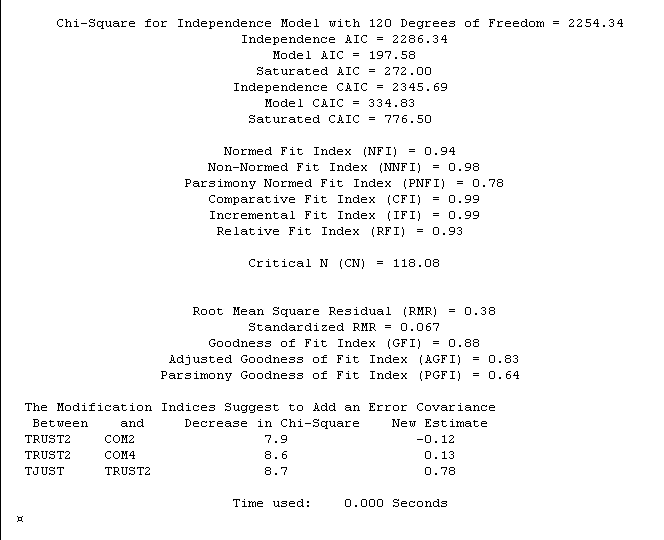 Chi-Square for Independence Model with 120 Degrees of Freedom = 2254.34
Independence AIC = 2286.34
Model AIC = 197.58
Saturated AIC = 272.00
Independence CAIC = 2345.69
Model CAIC = 334.83
Saturated CAIC = 776.50
Normed Fit Index (NFI) = 0.94
Non-Normed Fit Index (NNFI) = 0.98
Parsimony Normed Fit Index (PNFI) = 0.78
Comparative Fit Index (CFI) = 0.99
Incremental Fit Index (IFI) = 0.99
Relative Fit Index (RFI) = 0.93
Critical N (CN) = 118.08
Root Mean Square Residual (RMR) = 0.38
Standardized RMR = 0.067
Goodness of Fit Index (GFI) = 0.88
Adjusted Goodness of Fit Index (AGFI) = 0.83
Parsimony Goodness of Fit Index (PGFI) = 0.64
The Modification Indices Suggest to Add an Error Covariance
Between and Decrease in Chi-Square New Estimate
TRUST2 COM2 7.9 -0.12
TRUST2 COM4 8.6 0.13
TJUST TRUST2 8.7 0.78
Time used: 0.000 Seconds
¤